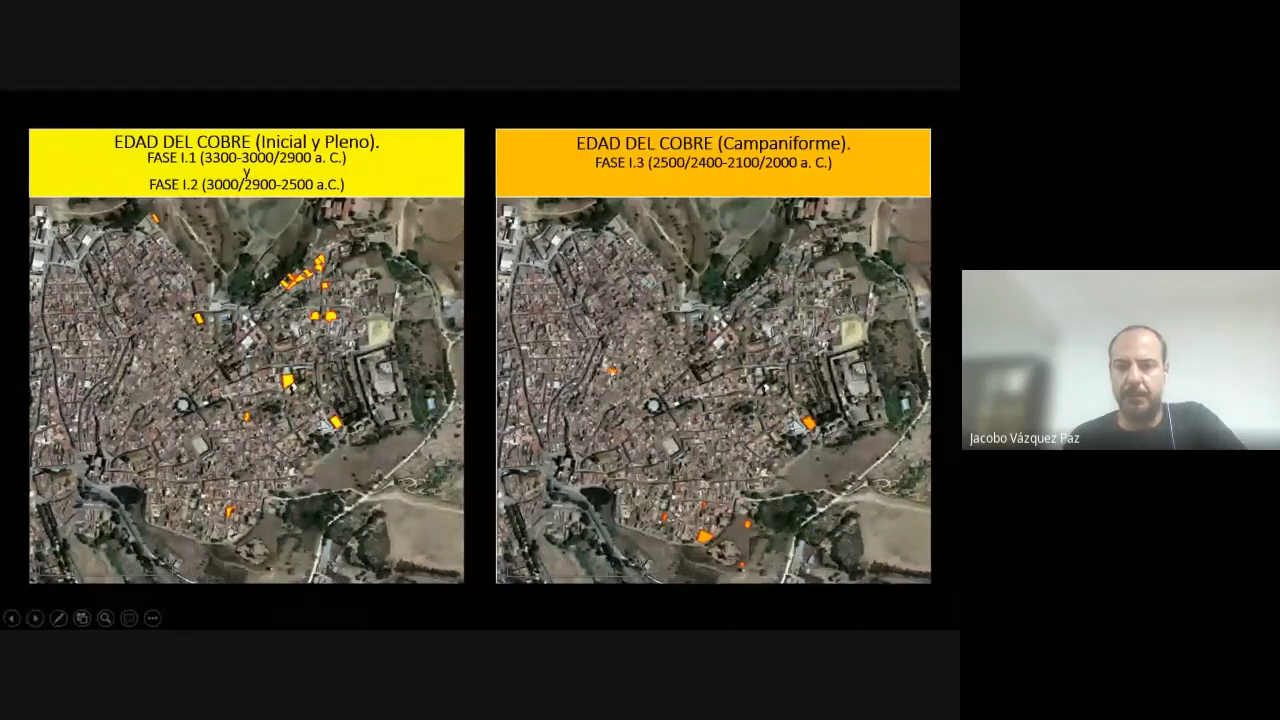 EDAD DEL COBRE (Inicial y Pleno).
FASE I.1 (3300-3000/2900 a. C.)
y
FASE I.2 (3000/2900-2500 a.C.)
EDAD DEL COBRE (Campaniforme).
FASE I.3 (2500/2400-2100/2000 a. C.)
Jacobo Vázquez Paz